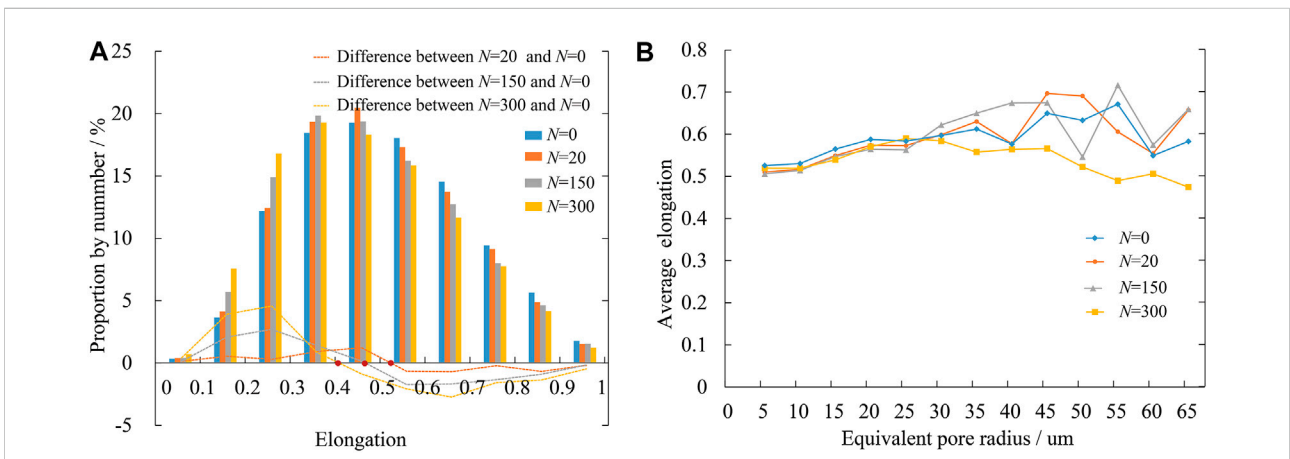 A
Proportion by nummber / %
25
20
15
10
5
0
-5
Difference between N=20 and N=0
Difference between N=150 and N=0
Difference between N=300 and N=0
N=0
N=20
N=150
N=300
0 0.1 0.2 0.3 0.4 0.5 0.6 0.7 0.8 0.9 1
Elongation
B
Average elongation
0.8
0.7
0.6
0.5
0.4
0.3
0.2
0.1
0
N=0
N=20
N=150
N=300
0 5 10 15 20 25 30 35 40 45 50 55 60 65
Equivalent pore radius / um